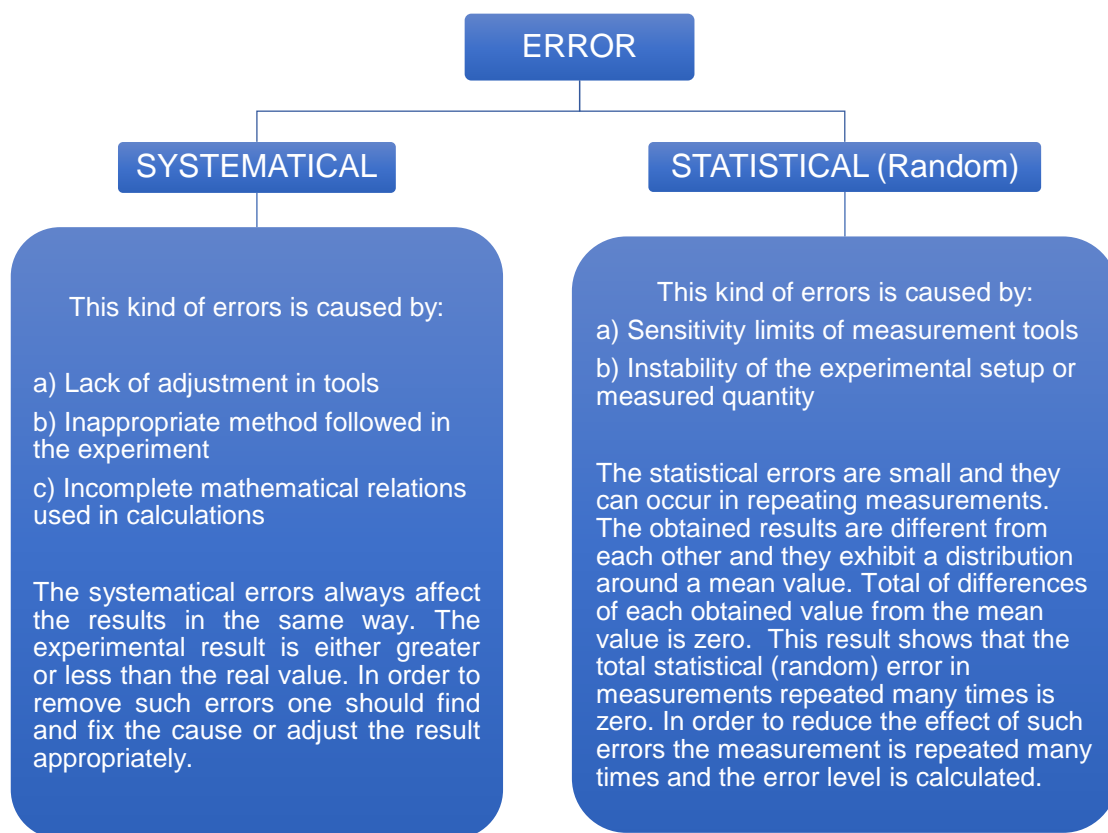 ERROR
SYSTEMATICAL
STATISTICAL (Random)
This kind of errors is caused by:
a) Lack of adjustment in tools
b) Inappropriate method followed in
the experiment
c) Incomplete mathematical relations
used in calculations
The systematical errors always affect
the results in the same way. The
experimental result is either greater
or less than the real value. In order to
remove such errors one should find
and fix the cause or adjust the result
appropriately.
This kind of errors is caused by:
a) Sensitivity limits of measurement tools
b) Instability of the experimental setup or
measured quantity
The statistical errors are small and they
can occur in repeating measurements.
The obtained results are different from
each other and they exhibit a distribution
around a mean value. Total of differences
of each obtained value from the mean
value is zero.  This result shows that the
total statistical (random) error in
measurements repeated many times is
zero. In order to reduce the effect of such
errors the measurement is repeated many
times and the error level is calculated.